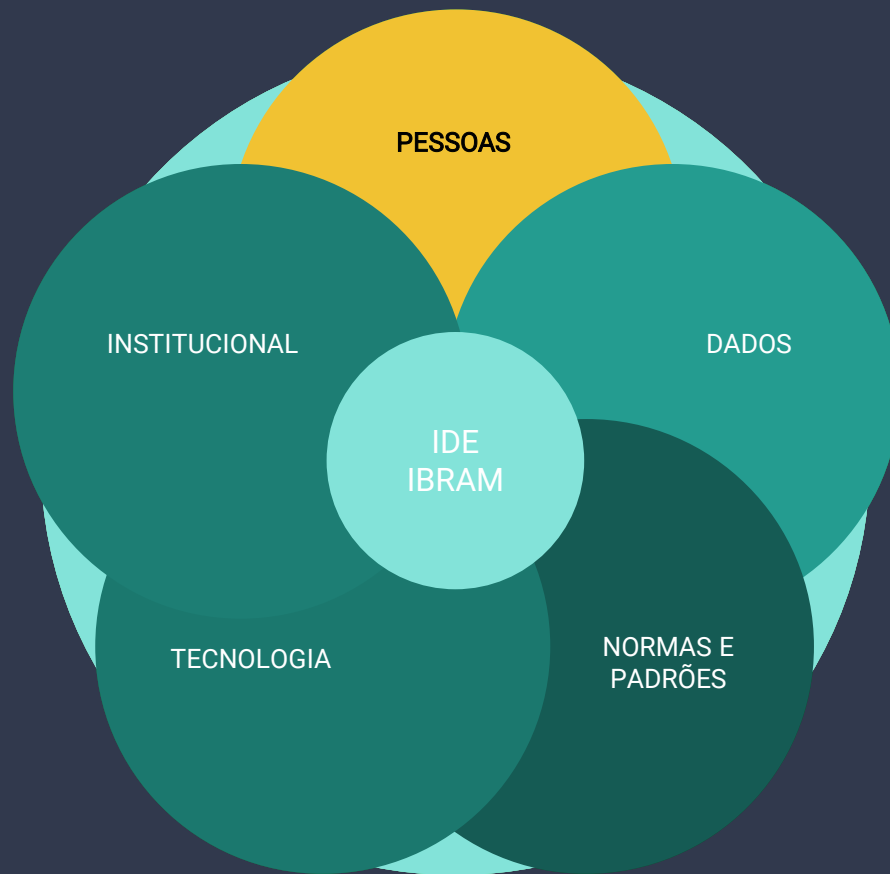 PESSOAS
INSTITUCIONAL
DADOS
IDE
IBRAM
TECNOLOGIA
NORMAS E
PADRÕES